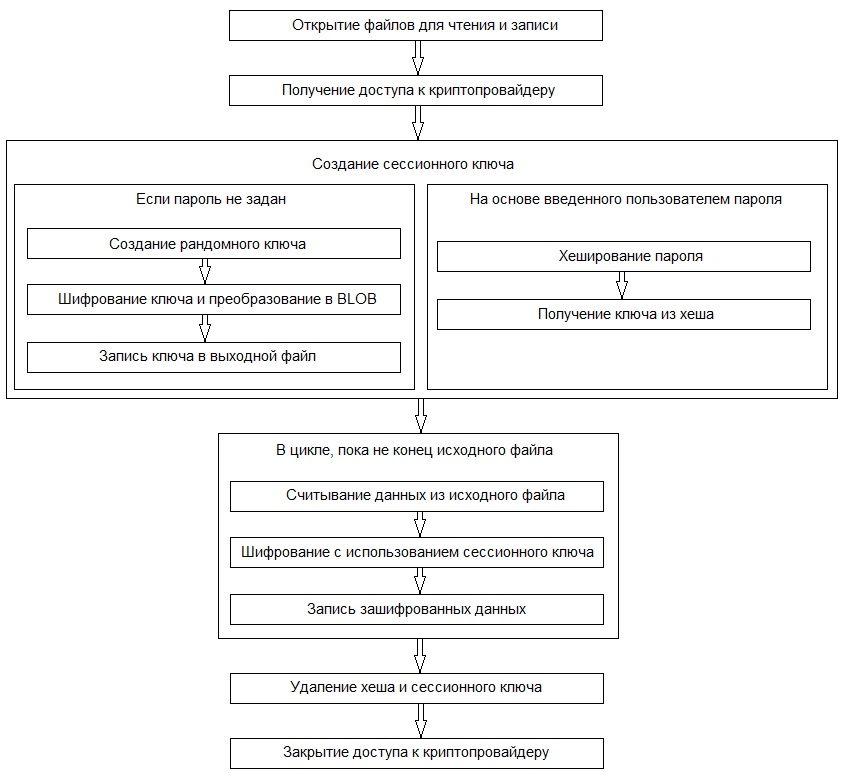 Открытие файлов для чтения и записи
Получение доступа к криптопровайдеру
Создание сессионного ключа
Если пароль не задан
Создание рандомного ключа
Шифрование ключа и преобразование в BLOB
Запись ключа в выходной файл
На основе введенного пользователем пароля
Хеширование пароля
Получение ключа из хеша
В цикле, пока не конец исходного файла
Считывание данных из исходного файла
Шифрование с использованием сессионного ключа
Запись зашифрованных данных
Удаление хеша и сессионного ключа
Закрытие доступа к криптопровайдеру